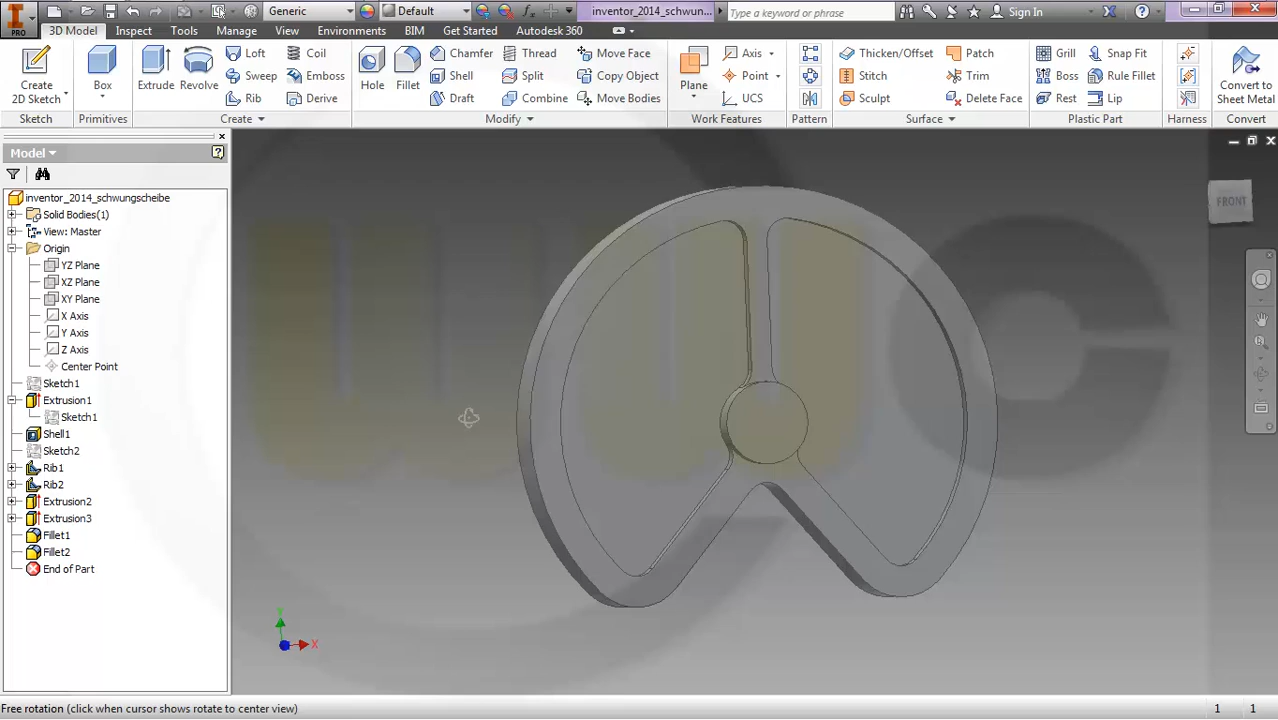 PRO
Generic
Default
inventor_2014_schwun...
Type a keyword or phrase
Sign In
3D Model
Inspect
Tools
Manage
View
Environments
BIM
Get Started
Autodesk 360
Create
2D Sketch
Sketch
Box
Primitives
Extrude
Revolve
Loft
Sweep
Rib
Coil
Emboss
Derive
Create
Hole
Fillet
Chamfer
Shell
Draft
Thread
Split
Combine
Move Face
Copy Object
Move Bodies
Modify
Plane
Axis
Point
UCS
Work Features
Pattern
Thicken/Offset
Stitch
Sculpt
Patch
Trim
Delete Face
Surface
Grill
Boss
Rest
Snap Fit
Rule Fillet
Lip
Plastic Part
Harness
Convert to
Sheet Metal
Convert
Model
inventor_2014_schwungscheibe
Solid Bodies(1)
View: Master
Origin
YZ Plane
XZ Plane
XY Plane
X Axis
Y Axis
Z Axis
Center Point
Sketch1
Extrusion1
Sketch1
Shell1
Sketch2
Rib1
Rib2
Extrusion2
Extrusion3
Fillet1
Fillet2
End of Part
FRONT
Y
X
Free rotation (click when cursor shows rotate to center view)
1
1